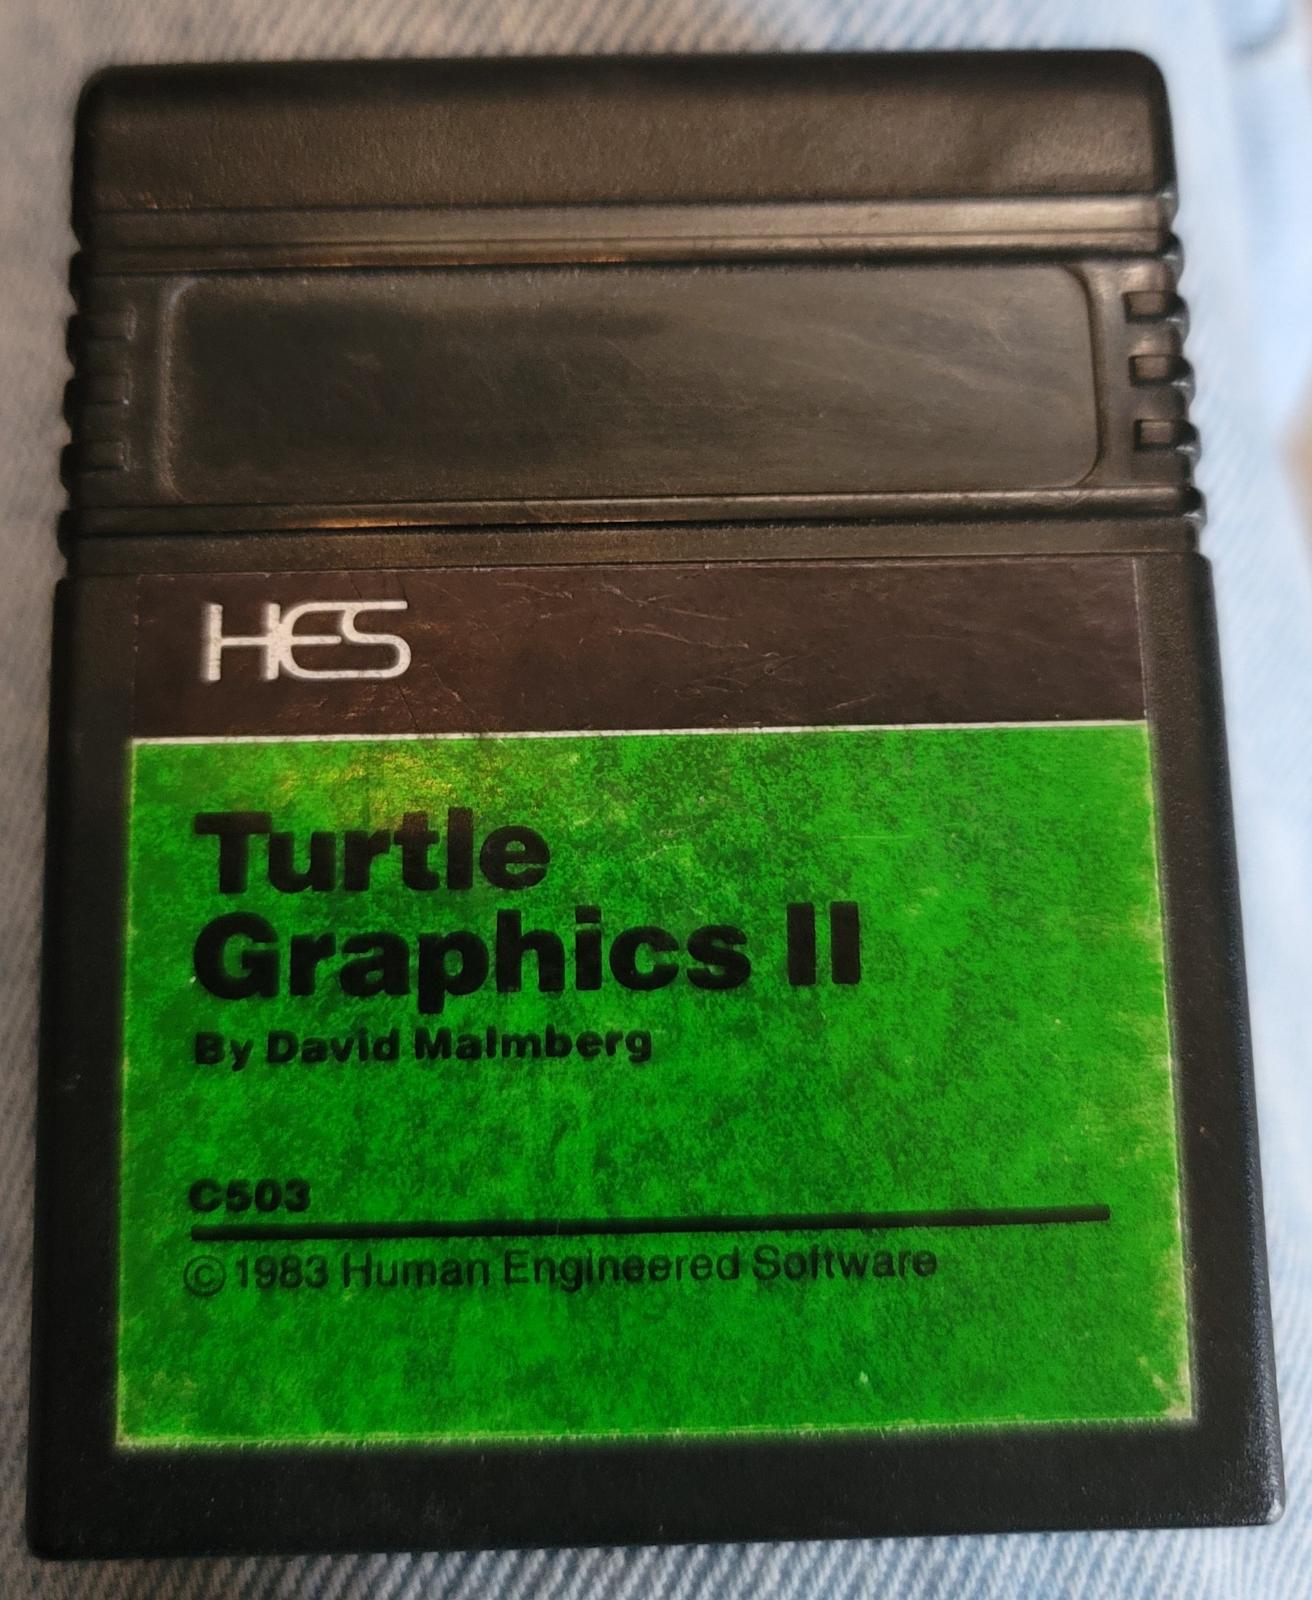 HES
Turtle
Graphics II
By David Malmberg
C503
© 1983 Human Engineered Software